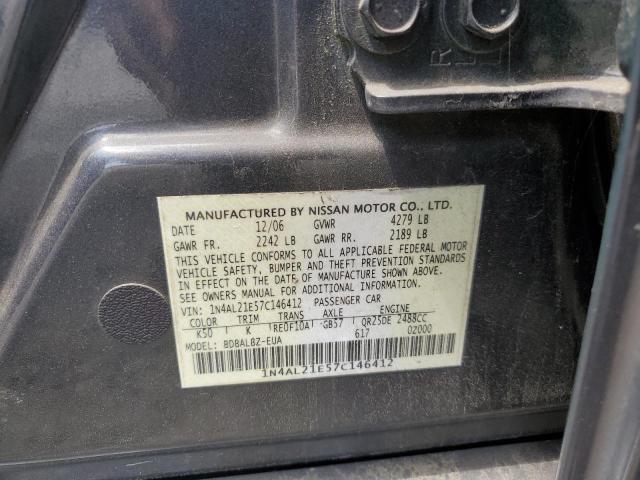 R L
MANUFACTURED BY NISSAN MOTOR CO., LTD.
DATE 12/06 GVWR 4279 LB
GAWR FR. 2242 LB GAWR RR. 2189 LB
THIS VEHICLE CONFORMS TO ALL APPLICABLE FEDERAL MOTOR
VEHICLE SAFETY, BUMPER AND THEFT PREVENTION STANDARDS
IN EFFECT ON THE DATE OF MANUFACTURE SHOWN ABOVE.
SEE OWNERS MANUAL FOR ADDITIONAL INFORMATION.
VIN: 1N4AL21E57C146412 PASSENGER CAR
COLOR TRIM TRANS AXLE ENGINE
K50 K RE0F10A GB57 QR25DE 2488CC
MODEL: BDBALBZ-EUA 617 02000
1N4AL21E57C146412